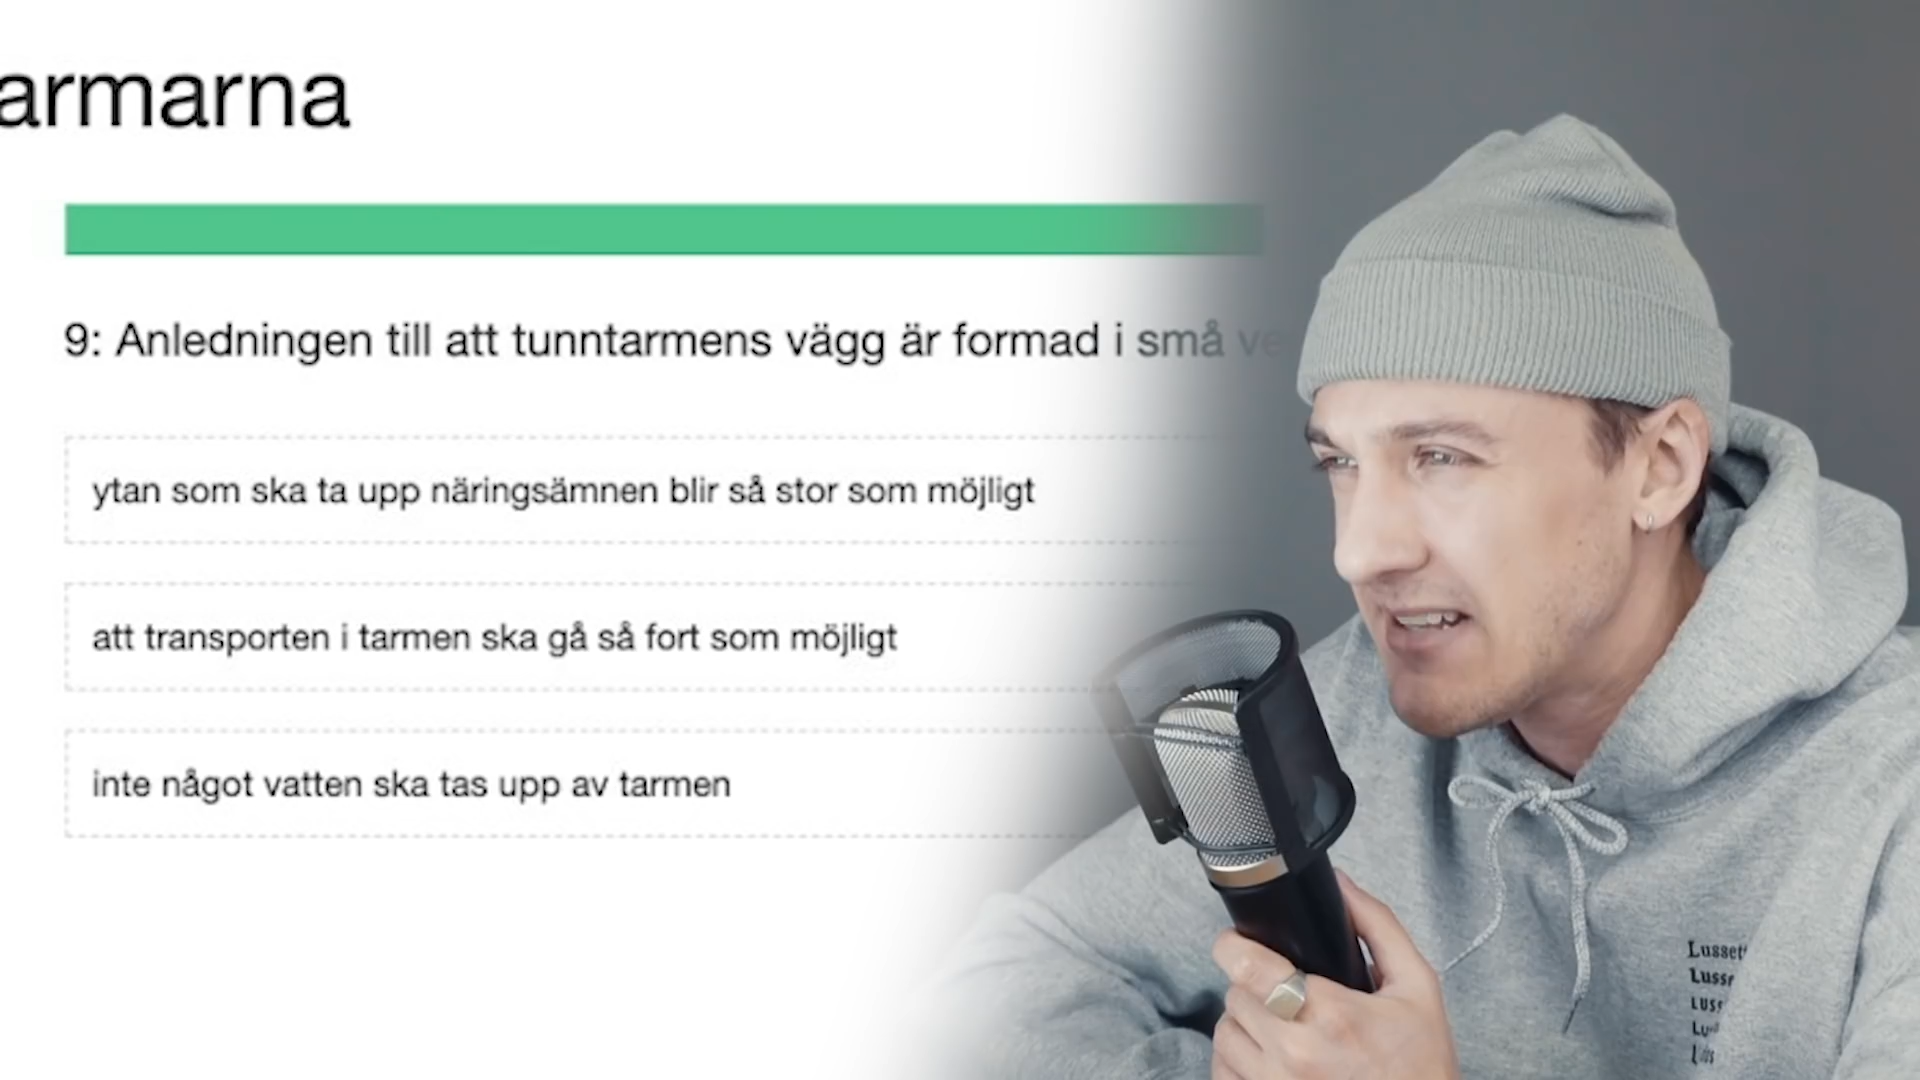 armarna
9: Anledningen till att tunntarmens vägg är formad i små
ytan som ska ta upp näringsämnen blir så stor som möjligt
att transporten i tarmen ska gå så fort som möjligt
inte något vatten ska tas upp av tarmen